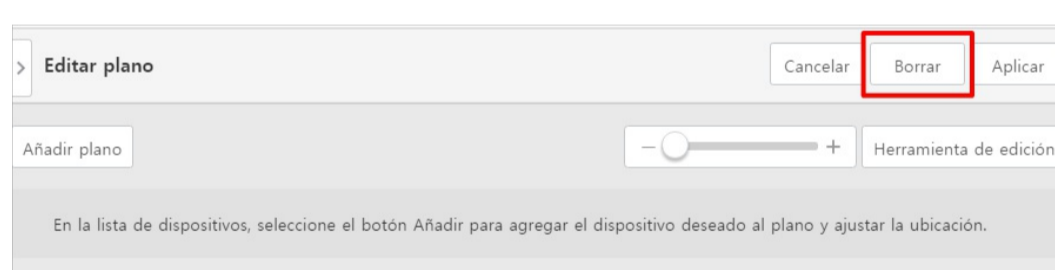 Editar plano
Cancelar
Borrar
Aplicar
Añadir plano
Herramienta de edición
En la lista de dispositivos, seleccione el botón Añadir para agregar el dispositivo deseado al plano y ajustar la ubicación.